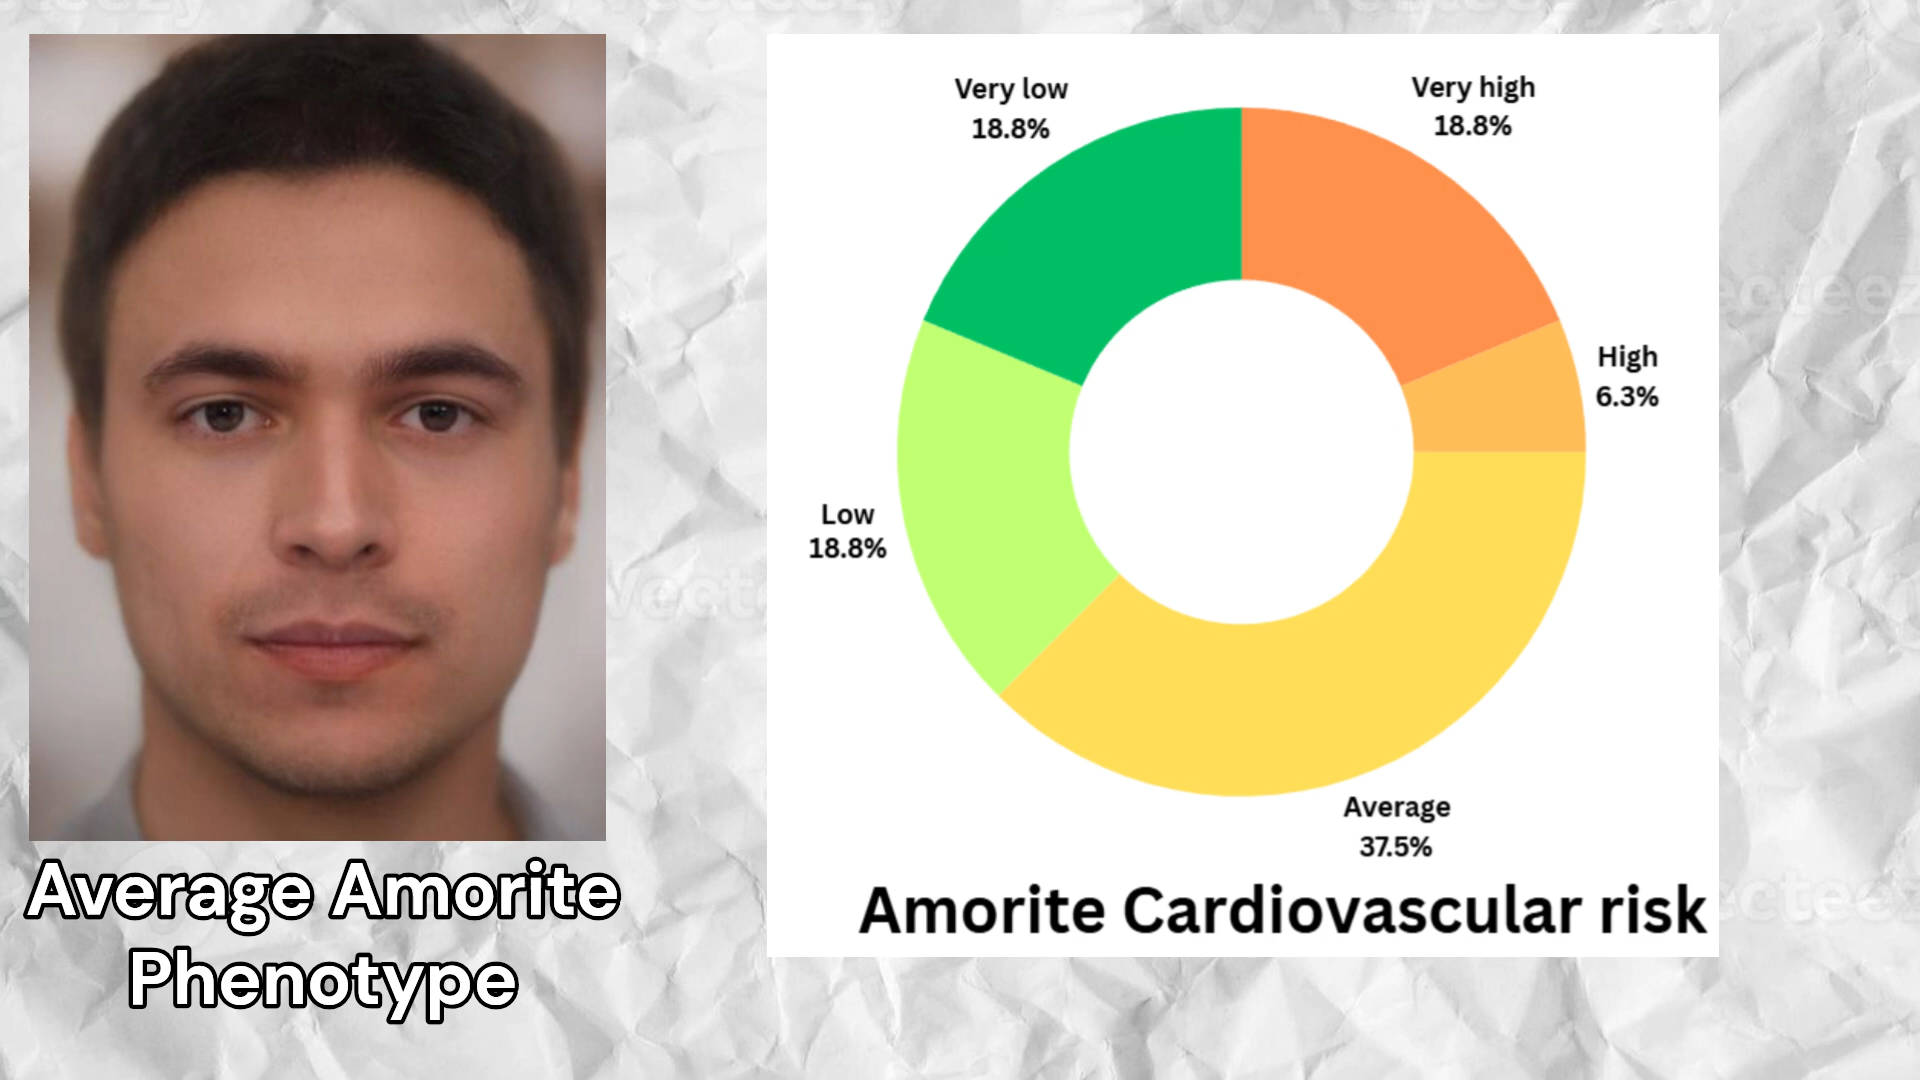 Average Amorite
Phenotype
Very low
18.8%
Very high
18.8%
High
6.3%
Low
18.8%
Average
37.5%
Amorite Cardiovascular risk